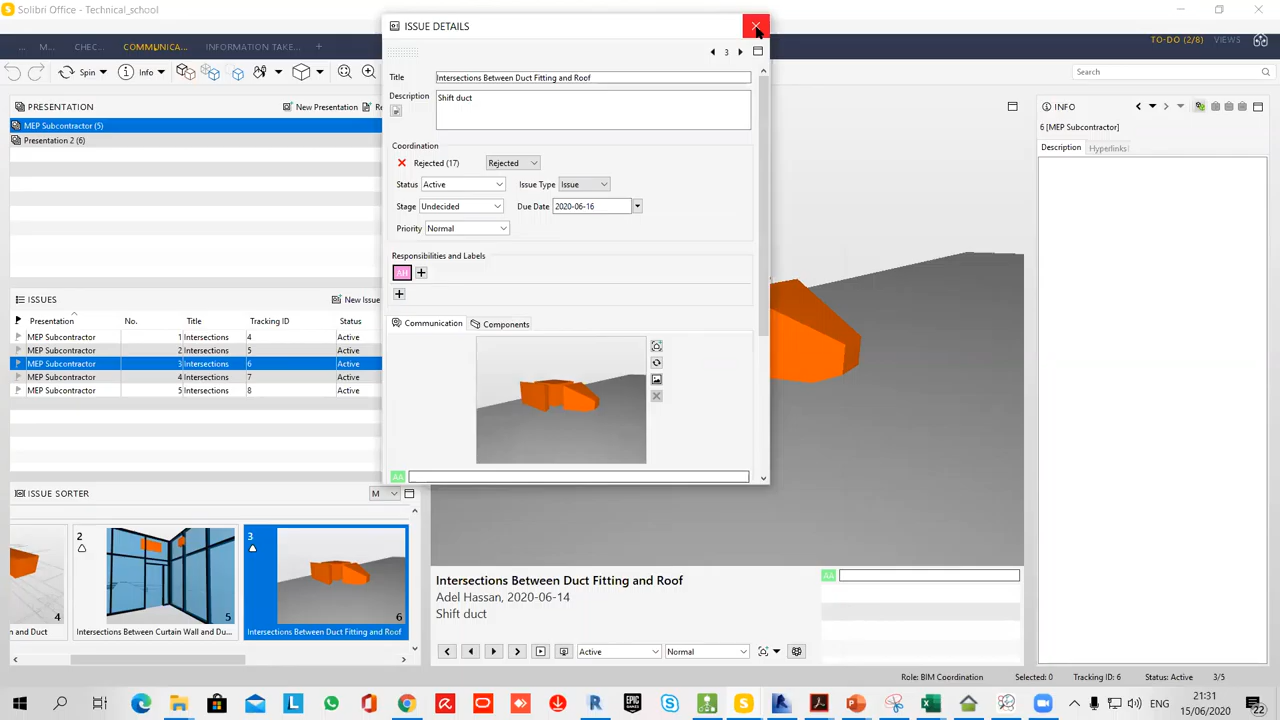 Solibri Office - Technical_school
M...
CHEC...
COMMUNICA...
INFORMATION TAKE...
+
TO-DO (2/8)
VIEWS
Spin
Info
Search
PRESENTATION
New Presentation
MEP Subcontractor (5)
Presentation 2 (6)
ISSUES
New Issue
Presentation No. Title Tracking ID Status
MEP Subcontractor 1 Intersections 4 Active
MEP Subcontractor 2 Intersections 5 Active
MEP Subcontractor 3 Intersections 6 Active
MEP Subcontractor 4 Intersections 7 Active
MEP Subcontractor 5 Intersections 8 Active
ISSUE SORTER
M
2
3
4
5
6
n and Duct
Intersections Between Curtain Wall and Du...
Intersections Between Duct Fitting and Roof
ISSUE DETAILS
3
Title
Intersections Between Duct Fitting and Roof
Description
Shift duct
Coordination
Rejected (17)
Rejected
Status Active
Issue Type Issue
Stage Undecided
Due Date 2020-06-16
Priority Normal
Responsibilities and Labels
AH
Communication
Components
AA
Intersections Between Duct Fitting and Roof
Adel Hassan, 2020-06-14
Shift duct
Active
Normal
AA
INFO
6 [MEP Subcontractor]
Description
Hyperlinks
Role: BIM Coordination
Selected: 0
Tracking ID: 6
Status: Active
3/5
EPIC
GAMES
ENG
21:31
15/06/2020
22